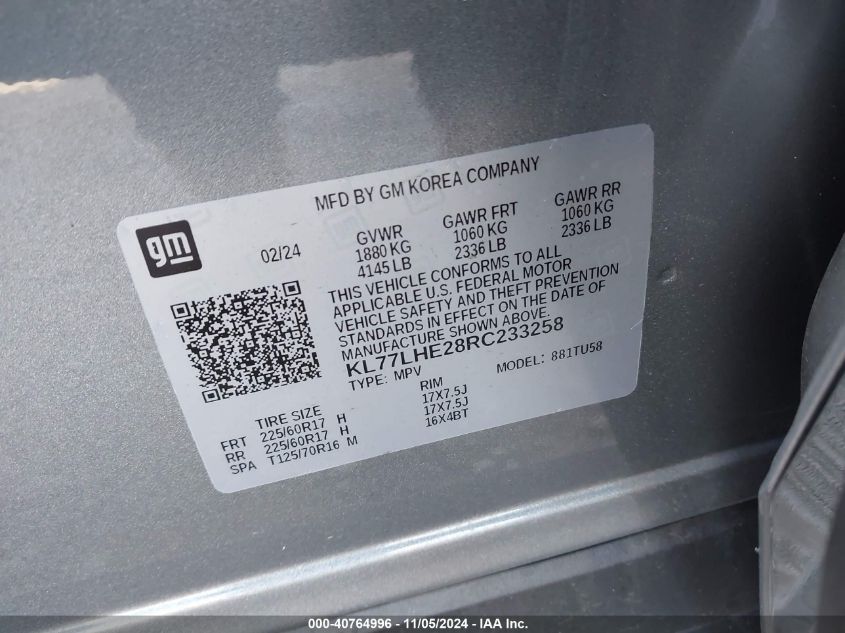 MFD BY GM KOREA COMPANY
gm
02/24
GVWR GAWR FRT GAWR RR
1880 KG 1060 KG 1060 KG
4145 LB 2336 LB 2336 LB
THIS VEHICLE CONFORMS TO ALL
APPLICABLE U.S. FEDERAL MOTOR
VEHICLE SAFETY AND THEFT PREVENTION
STANDARDS IN EFFECT ON THE DATE OF
MANUFACTURE SHOWN ABOVE.
KL77LHE28RC233258
TYPE: MPV MODEL: 881TU58
TIRE SIZE RIM
FRT 225/60R17 H 17X7.5J
RR 225/60R17 H 17X7.5J
SPA T125/70R16 M 16X4BT
000-40764996 - 11/05/2024 - IAA Inc.